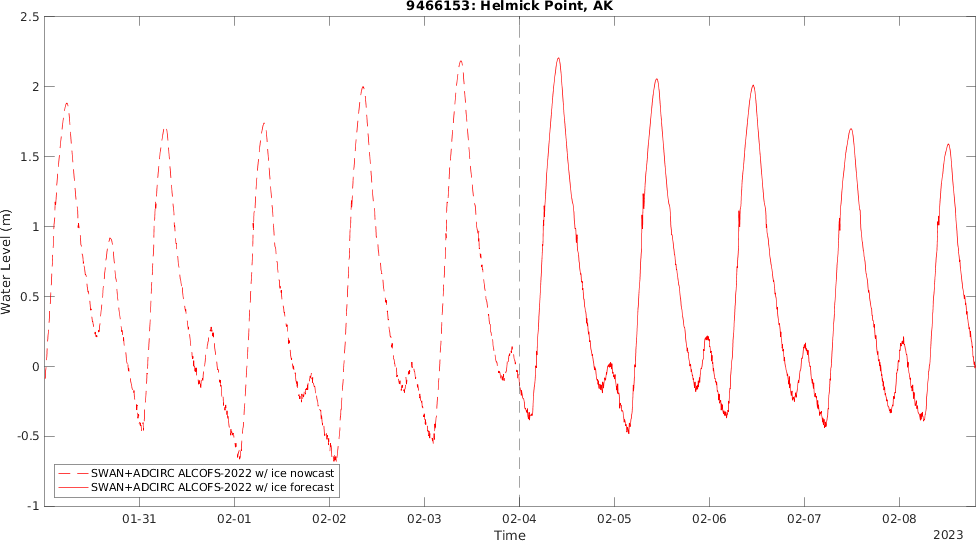 9466153: Helmick Point, AK
2.5
2
1.5
1
0.5
0
-0.5
-1
Water Level (m)
SWAN+ADCIRC ALCOFS-2022 w/ ice nowcast
SWAN+ADCIRC ALCOFS-2022 w/ ice forecast
01-31 02-01 02-02 02-03 02-04 02-05 02-06 02-07 02-08
Time
2023